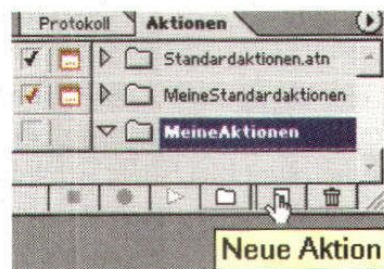 Protokoll Aktionen
Standardaktionen.atn
MeineStandardaktionen
MeineAktionen
Neue Aktion